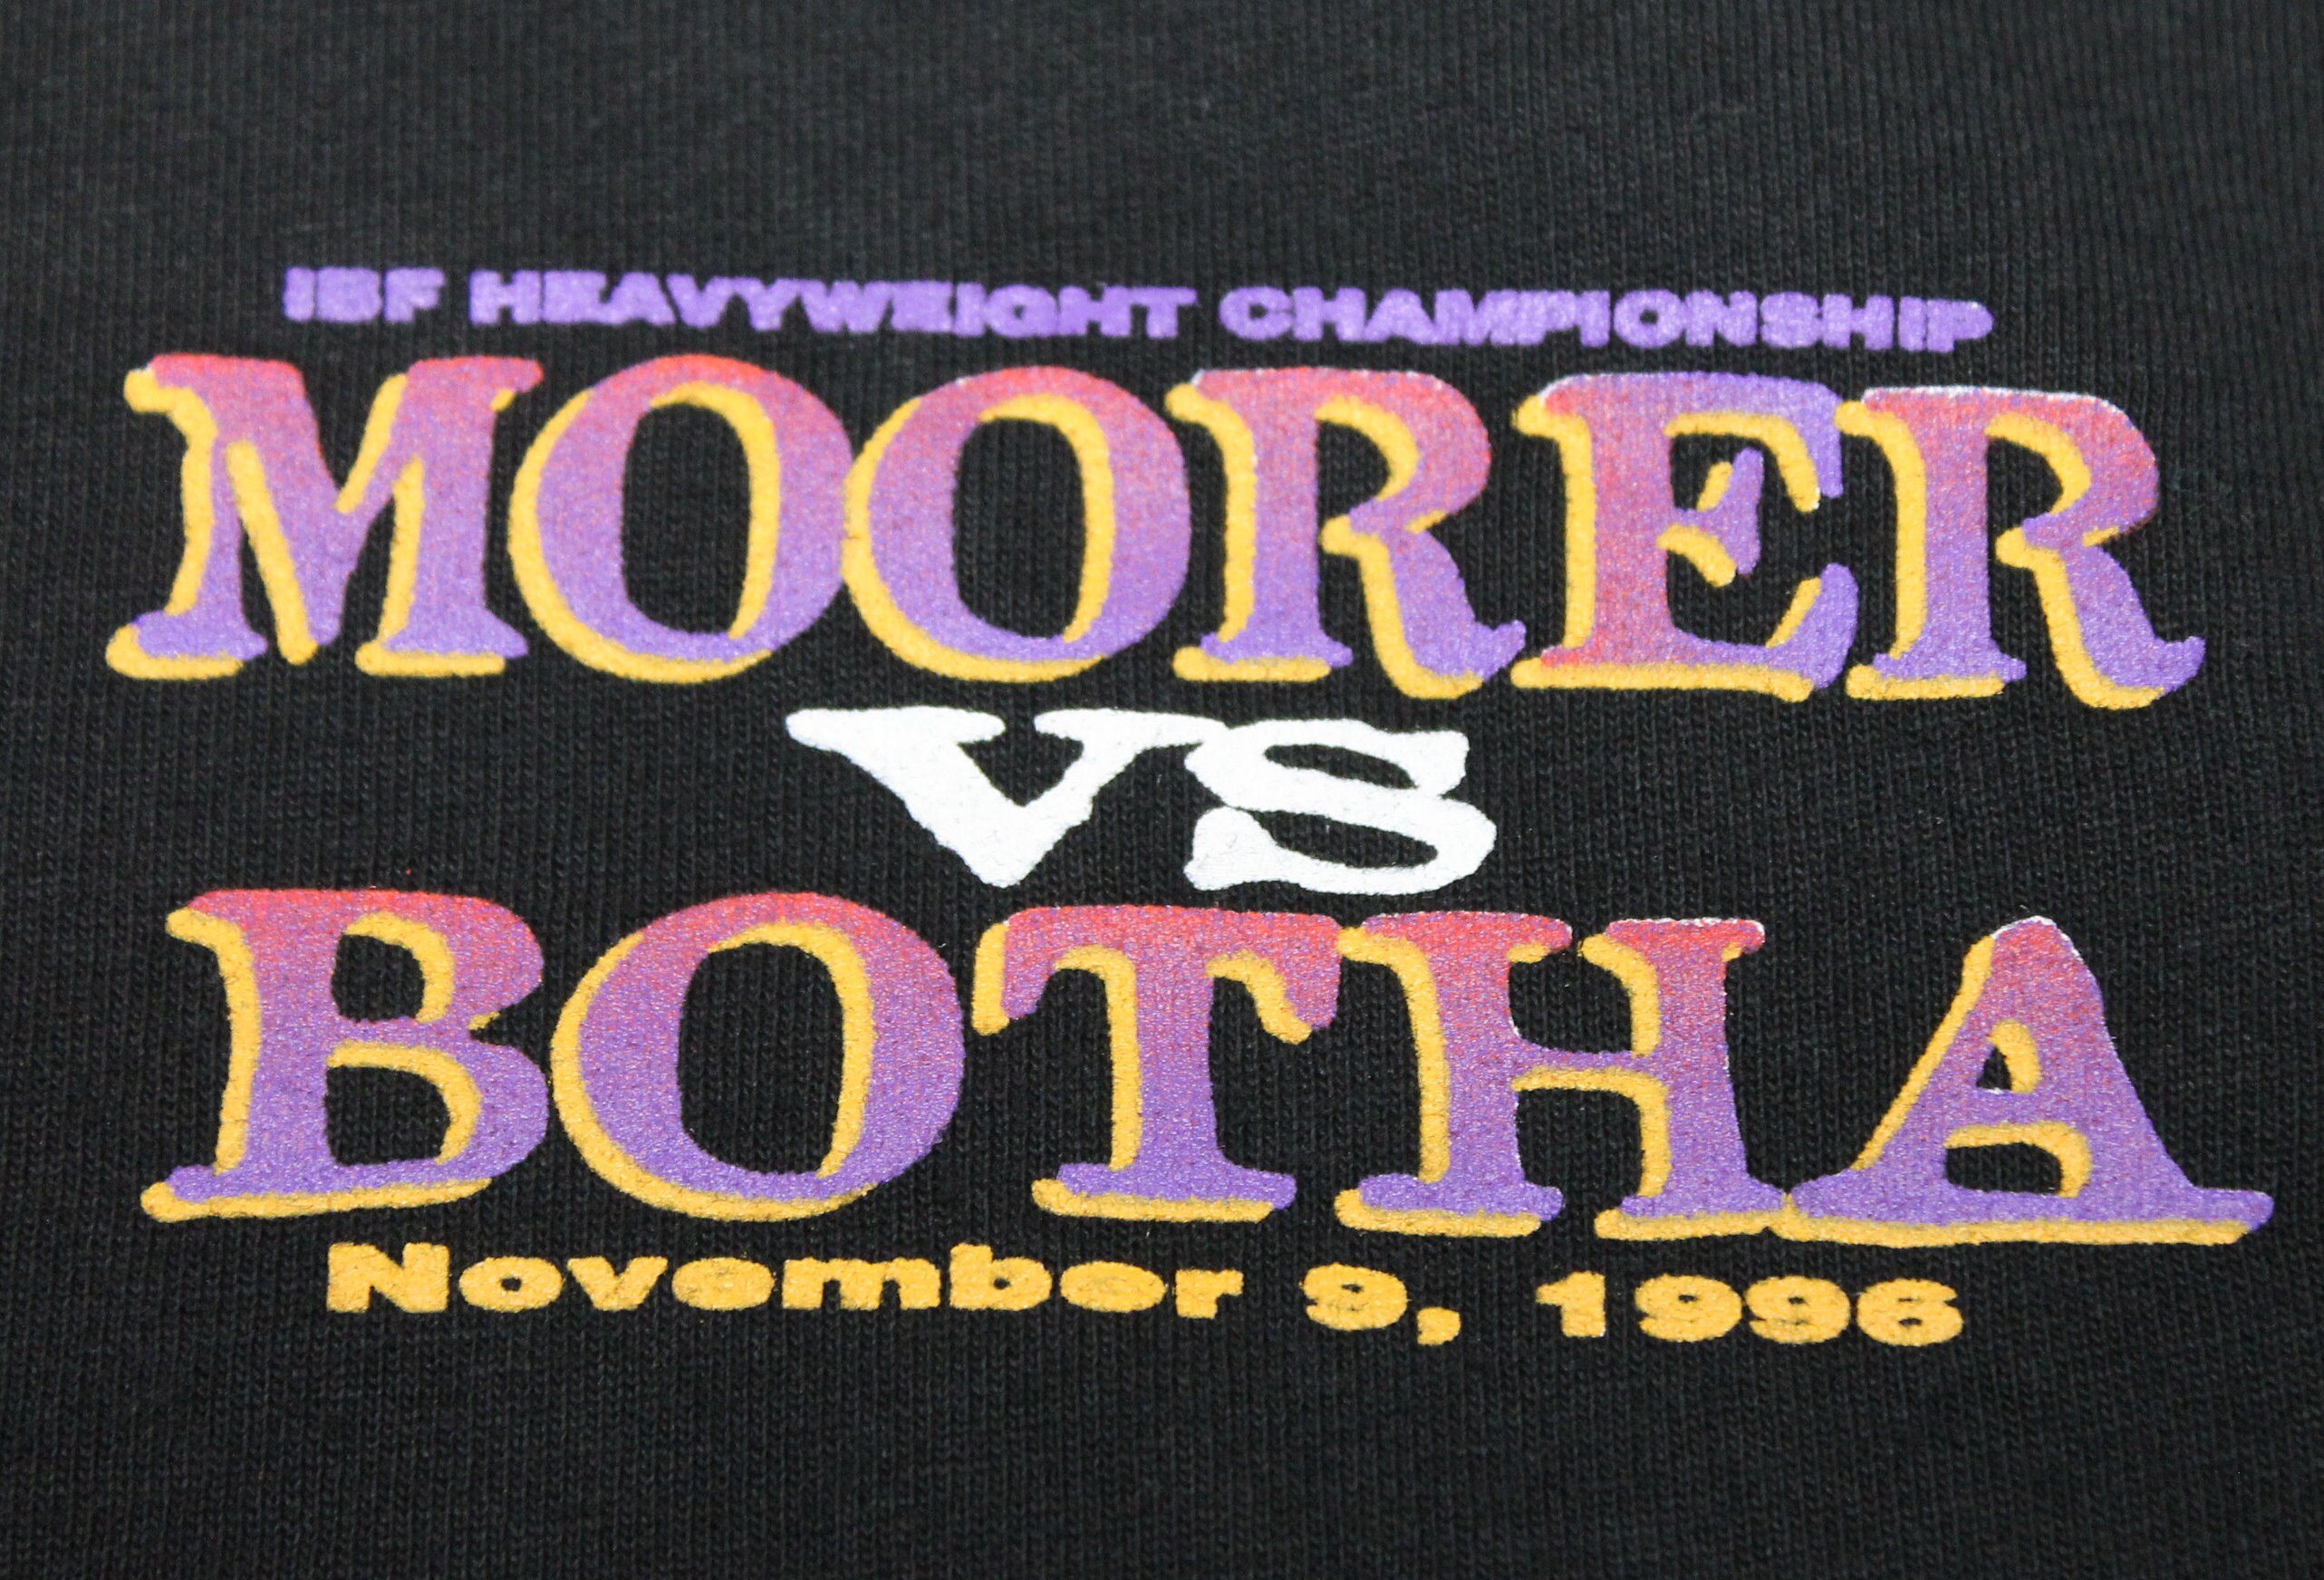 IBF HEAVYWEIGHT CHAMPIONSHIP
MOORER
VS
BOTHA
November 9, 1996